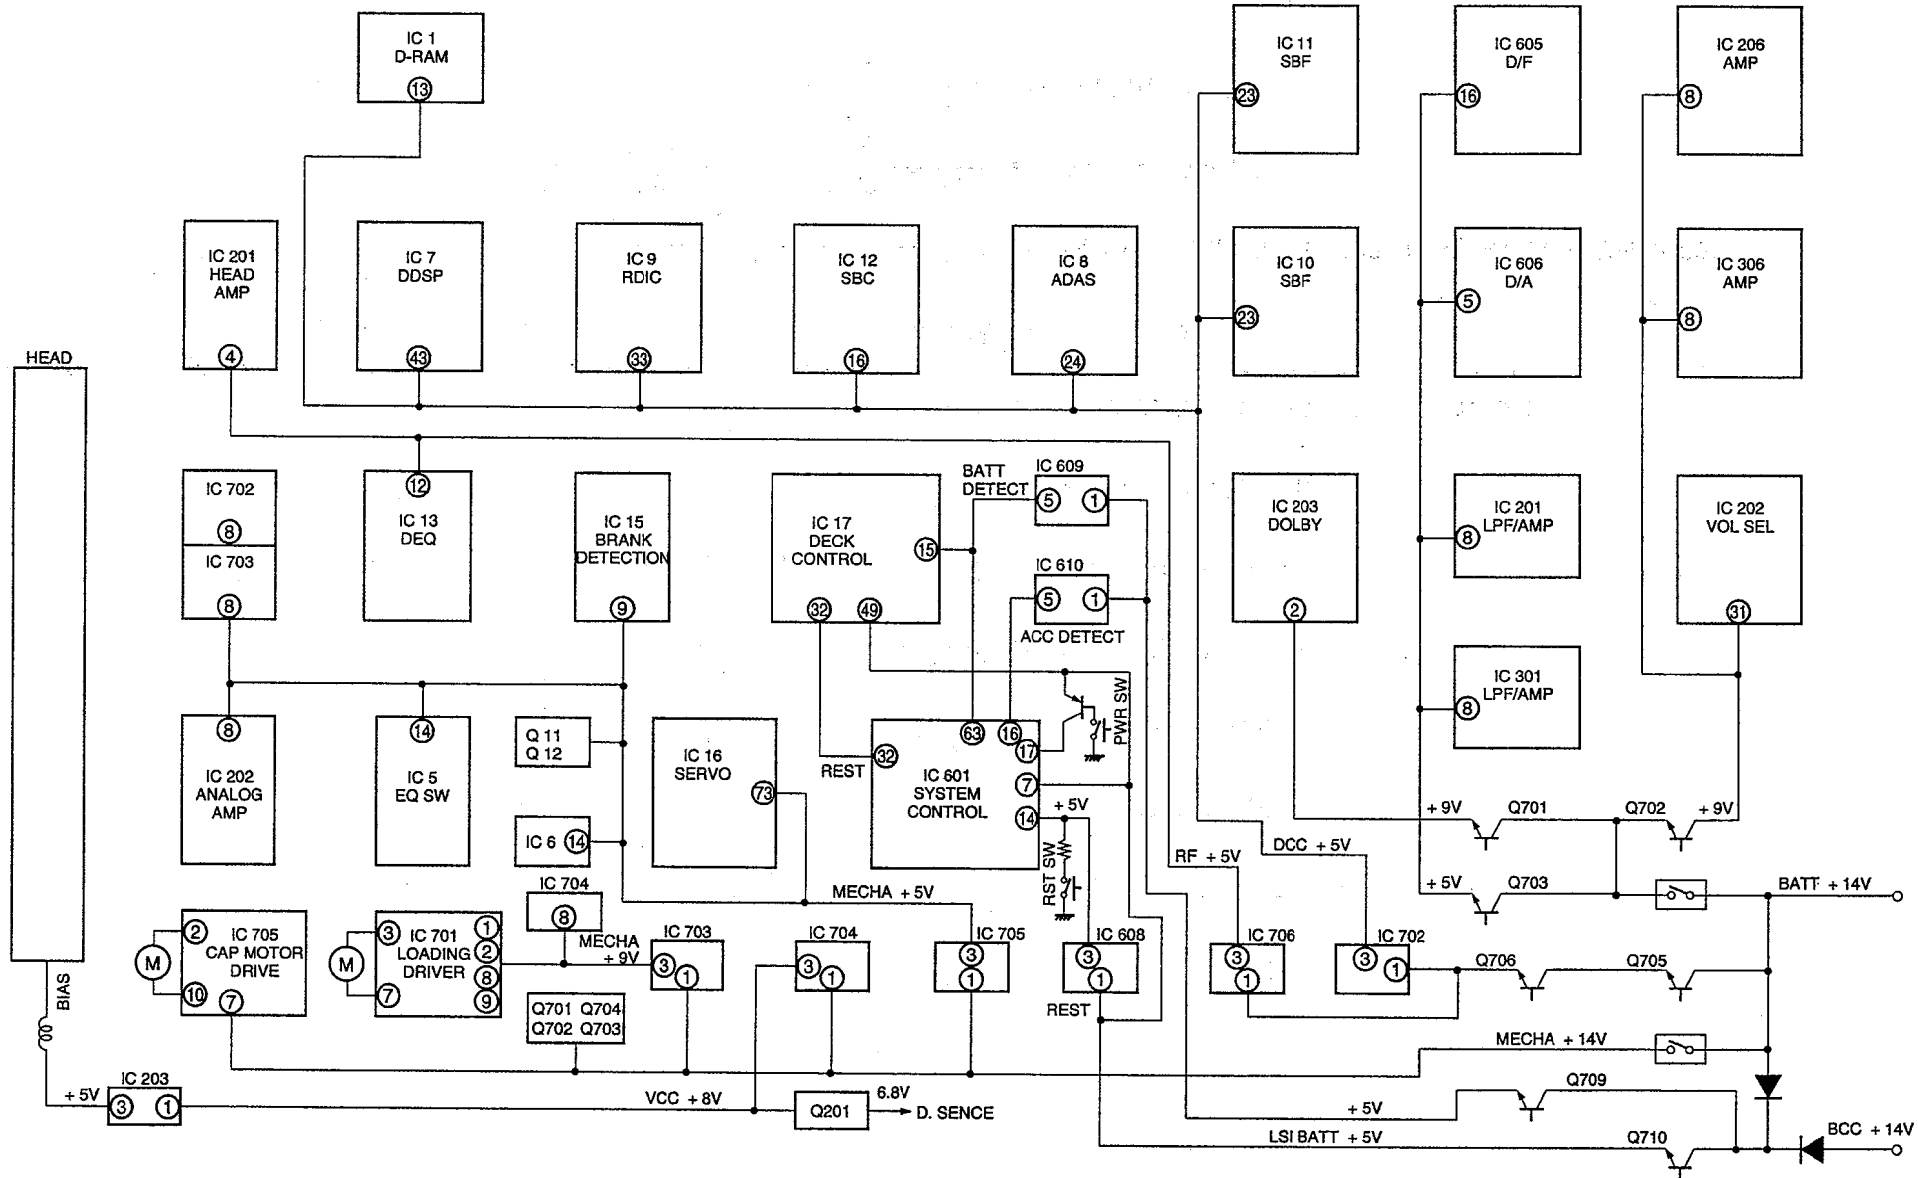 IC 1
D-RAM
13
IC 11
SBF
23
IC 605
D/F
16
IC 206
AMP
8
IC 201
HEAD
AMP
4
IC 7
DDSP
43
IC 9
RDIC
33
IC 12
SBC
16
IC 8
ADAS
24
IC 10
SBF
23
IC 606
D/A
5
IC 306
AMP
8
HEAD
IC 702
8
IC 703
8
12
IC 13
DEQ
IC 15
BRANK
DETECTION
9
IC 17
DECK
CONTROL
15
32
49
BATT
DETECT
IC 609
5
1
IC 610
5
1
ACC DETECT
IC 203
DOLBY
2
IC 201
LPF/AMP
8
IC 202
VOL SEL
31
IC 301
LPF/AMP
8
8
IC 202
ANALOG
AMP
14
IC 5
EQ SW
Q 11
Q 12
IC 6
14
IC 16
SERVO
73
REST
32
63
16
17
7
14
IC 601
SYSTEM
CONTROL
PWR SW
+ 5V
RST SW
+ 9V
Q701
Q702
+ 9V
RF + 5V
DCC + 5V
+ 5V
Q703
BATT + 14V
MECHA + 5V
M
2
10
7
IC 705
CAP MOTOR
DRIVE
M
3
7
IC 701
LOADING
DRIVER
1
2
8
9
IC 704
8
MECHA
+ 9V
IC 703
3
1
IC 704
3
1
IC 705
3
1
IC 608
3
1
REST
IC 706
3
1
IC 702
3
1
Q706
Q705
BIAS
Q701 Q704
Q702 Q703
MECHA + 14V
IC 203
+ 5V
3
1
VCC + 8V
Q201
6.8V
D. SENCE
Q709
+ 5V
LSI BATT + 5V
Q710
BCC + 14V